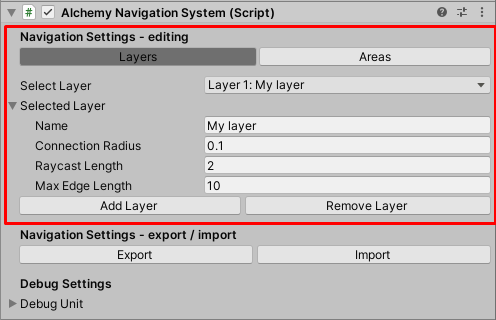 Alchemy Navigation System (Script)
Navigation Settings - editing
Layers Areas
Select Layer Layer 1: My layer
Selected Layer
Name My layer
Connection Radius 0.1
Raycast Length 2
Max Edge Length 10
Add Layer Remove Layer
Navigation Settings - export / import
Export Import
Debug Settings
Debug Unit